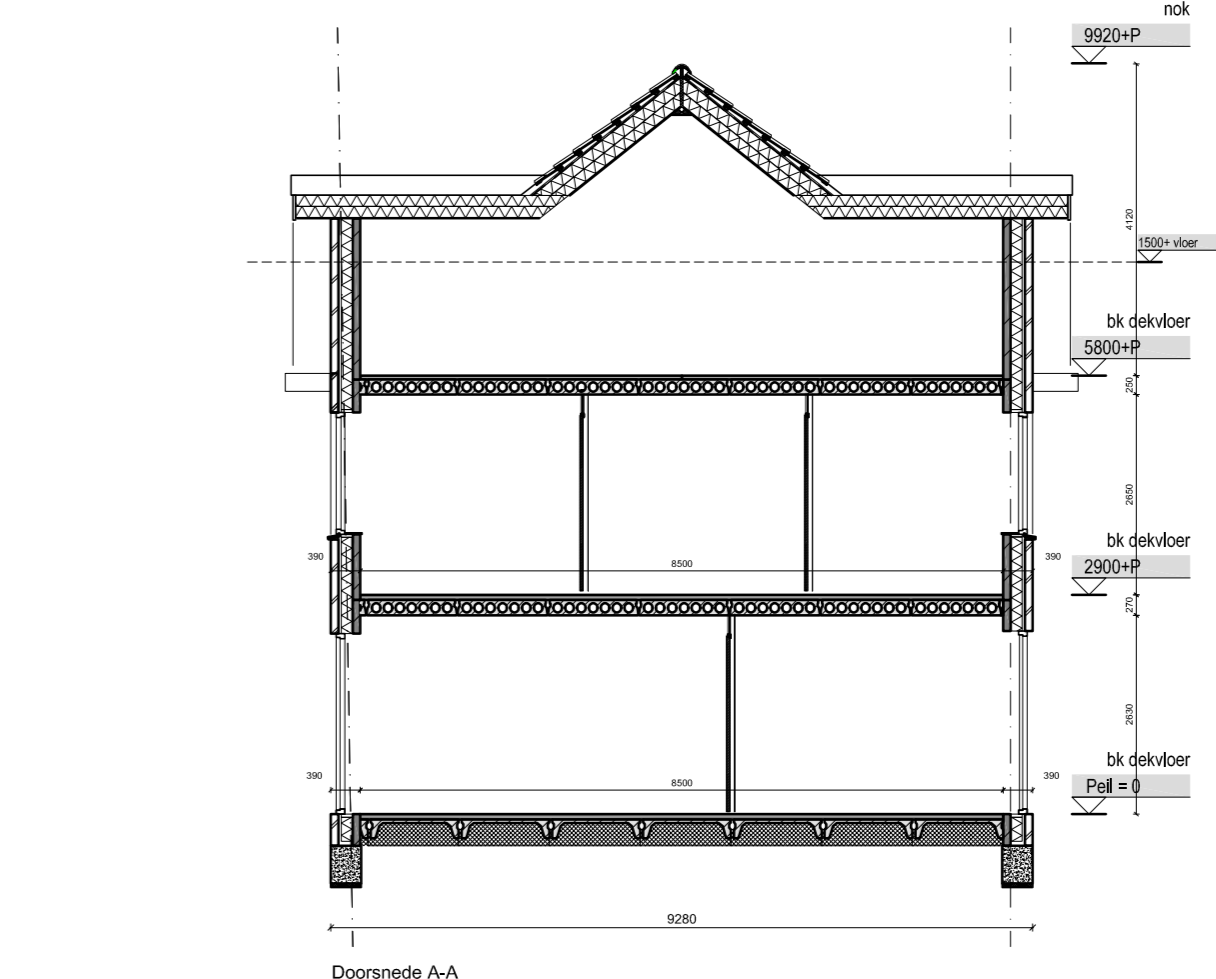 nok
9920+P
4120
1500+ vloer
bk dekvloer
5800+P
250
2650
bk dekvloer
390
8500
390
2900+P
270
2630
bk dekvloer
390
8500
390
Peil = 0
9280
Doorsnede A-A